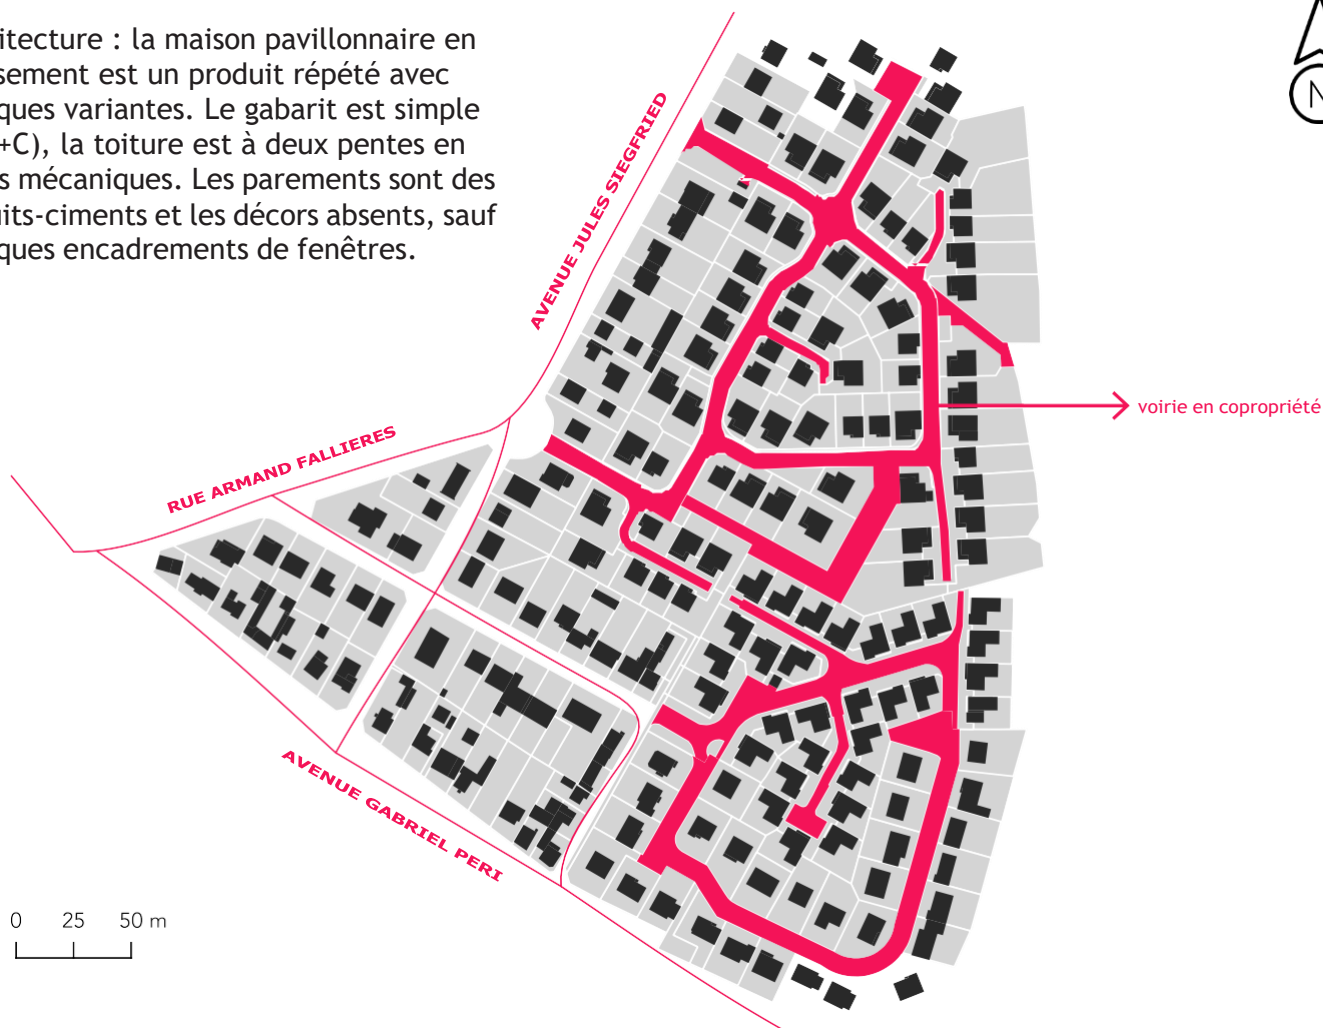 itecture : la maison pavillonnaire en
sement est un produit répété avec
ques variantes. Le gabarit est simple
+C), la toiture est à deux pentes en
s mécaniques. Les parements sont des
uits-ciments et les décors absents, sauf
ques encadrements de fenêtres.
N
AVENUE JULES SIEGFRIED
voirie en copropriété
RUE ARMAND FALLIERES
AVENUE GABRIEL PERI
0 25 50 m